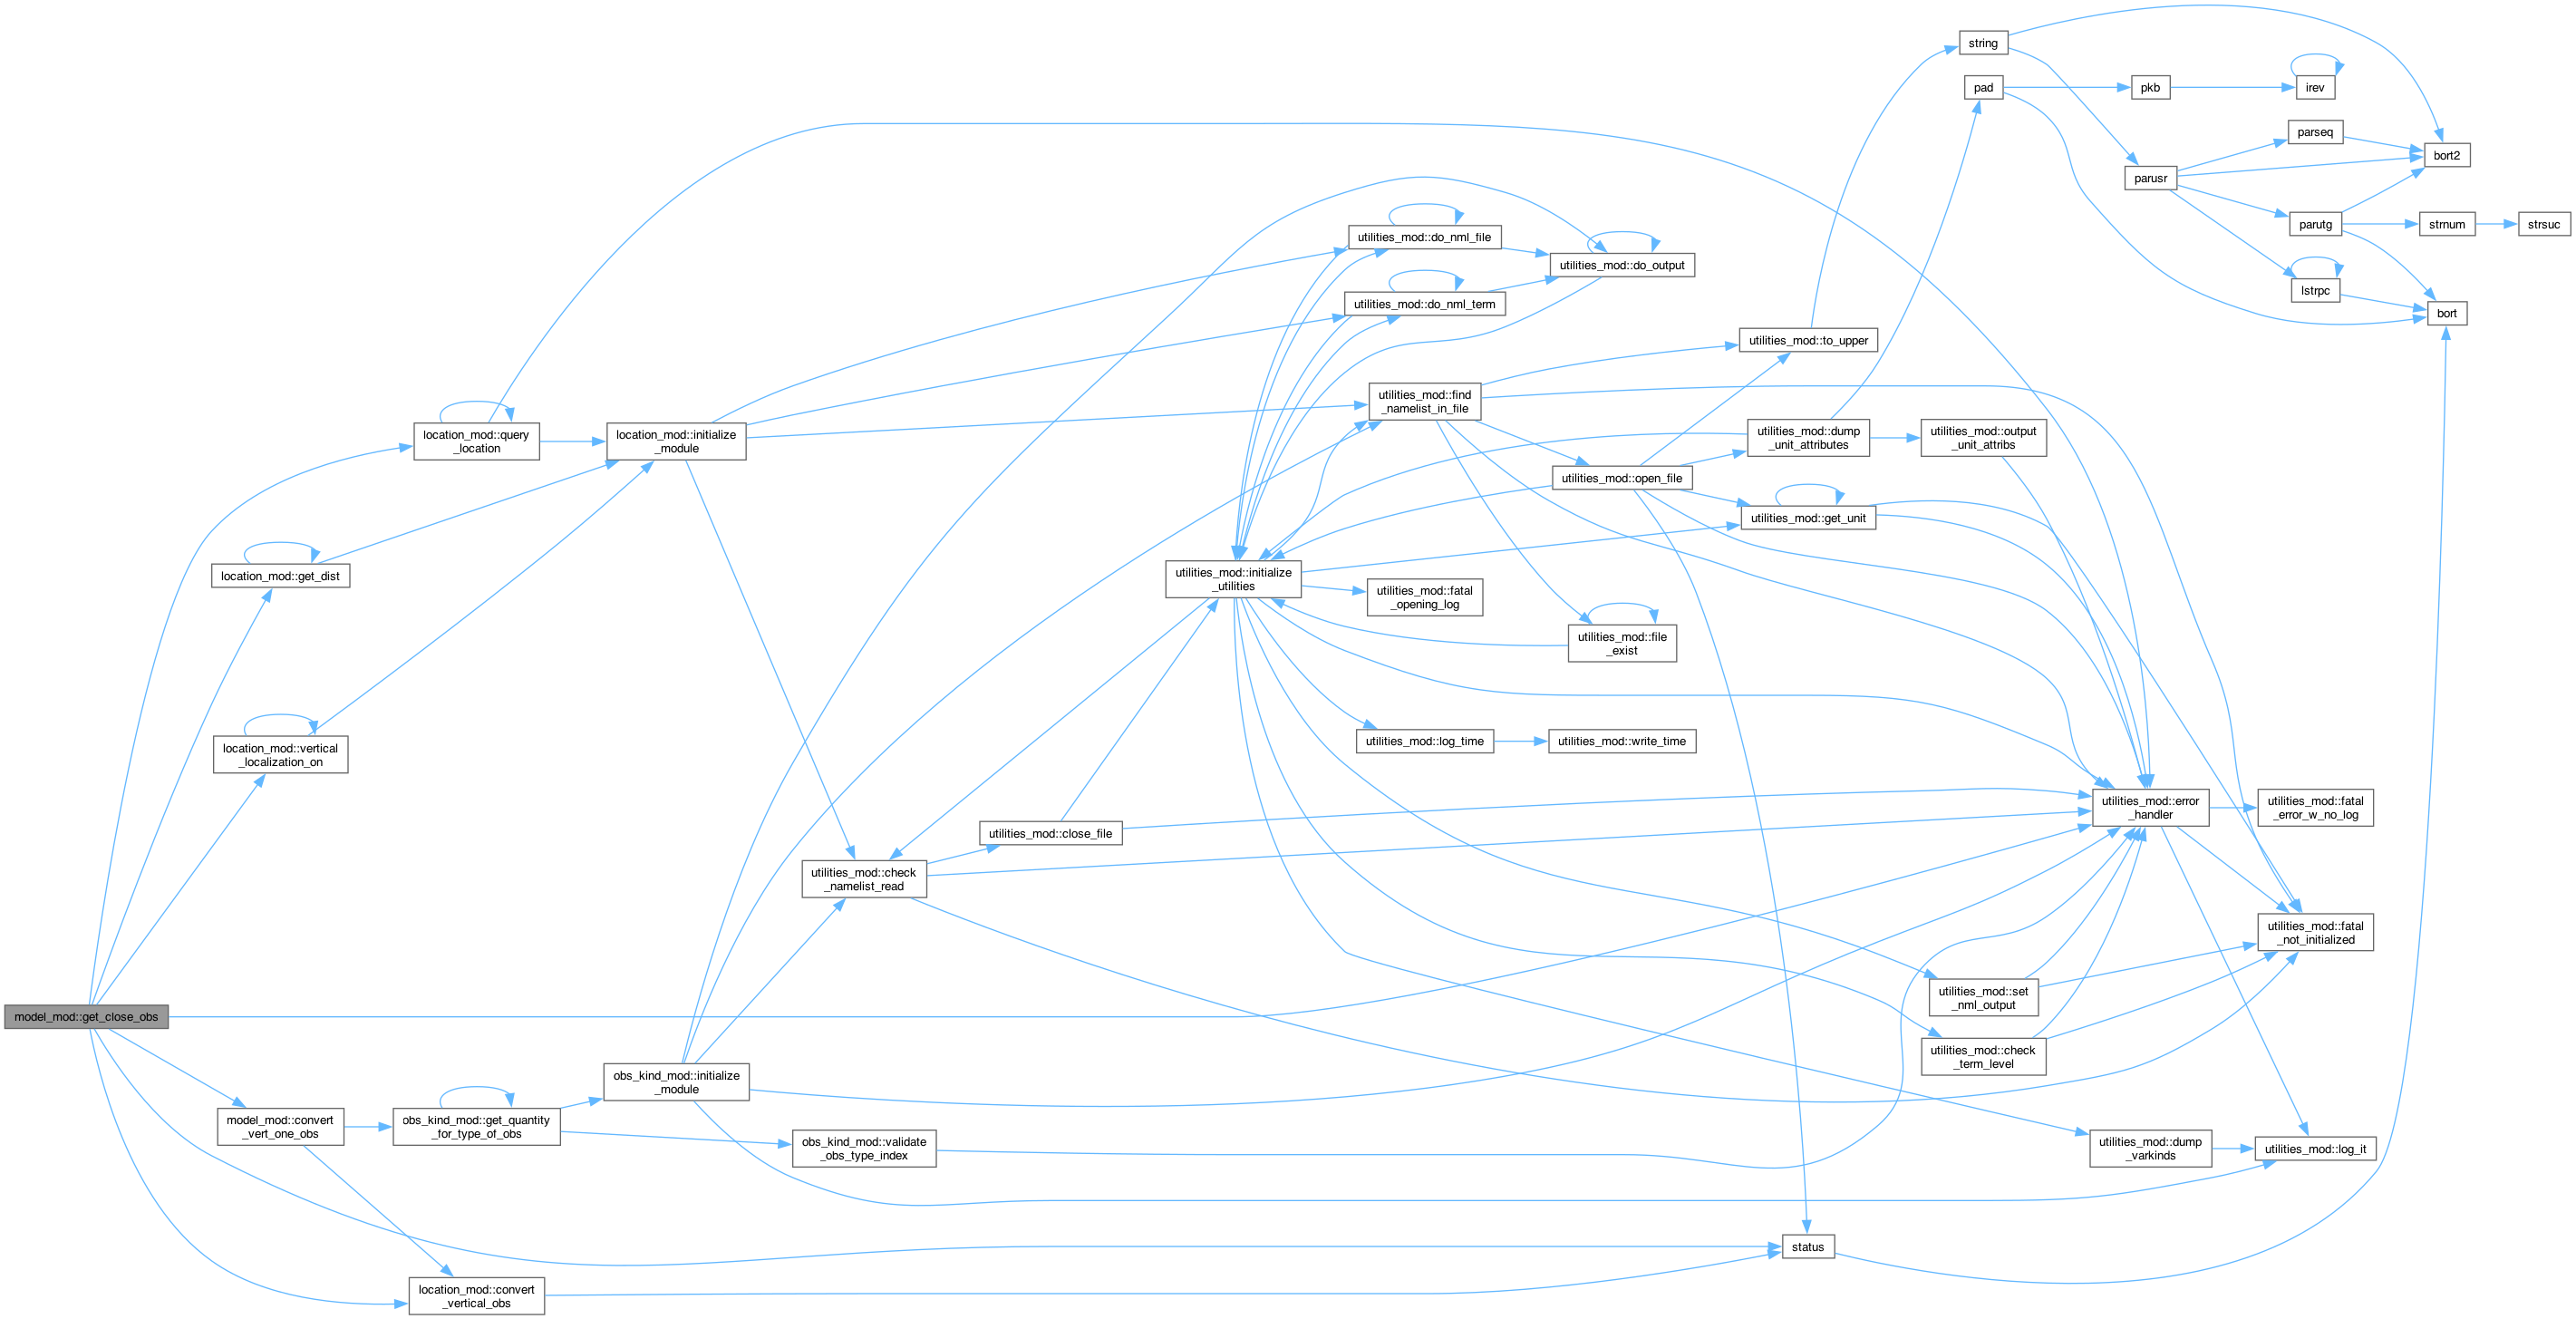 string
pad
pkb
irev
parseq
bort2
parusr
parutg
strnum
strsuc
lstrpc
bort
utilities_mod::do_nml_file
utilities_mod::do_output
utilities_mod::do_nml_term
utilities_mod::to_upper
utilities_mod::find
_namelist_in_file
location_mod::query
_location
location_mod::initialize
_module
utilities_mod::dump
_unit_attributes
utilities_mod::output
_unit_attribs
utilities_mod::open_file
utilities_mod::get_unit
location_mod::get_dist
utilities_mod::initialize
_utilities
utilities_mod::fatal
_opening_log
utilities_mod::file
_exist
location_mod::vertical
_localization_on
utilities_mod::log_time
utilities_mod::write_time
utilities_mod::error
_handler
utilities_mod::fatal
_error_w_no_log
utilities_mod::close_file
utilities_mod::check
_namelist_read
utilities_mod::fatal
_not_initialized
utilities_mod::set
_nml_output
model_mod::get_close_obs
utilities_mod::check
_term_level
obs_kind_mod::initialize
_module
model_mod::convert
_vert_one_obs
obs_kind_mod::get_quantity
_for_type_of_obs
obs_kind_mod::validate
_obs_type_index
utilities_mod::dump
_varkinds
utilities_mod::log_it
status
location_mod::convert
_vertical_obs